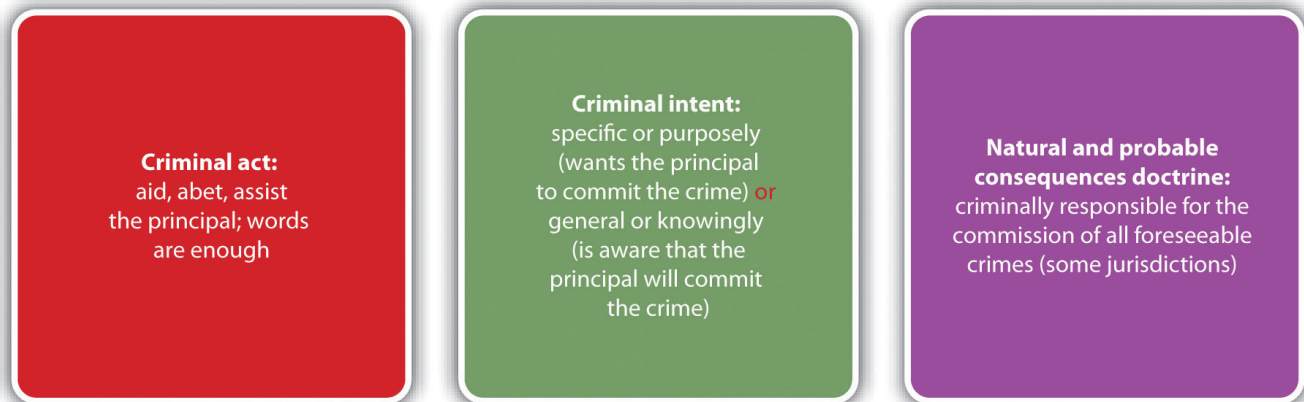 Criminal act:
aid, abet, assist
the principal; words
are enough
Criminal intent:
specific or purposely
(wants the principal
to commit the crime) or
general or knowingly
(is aware that the
principal will commit
the crime)
Natural and probable
consequences doctrine:
criminally responsible for the
commission of all foreseeable
crimes (some jurisdictions)